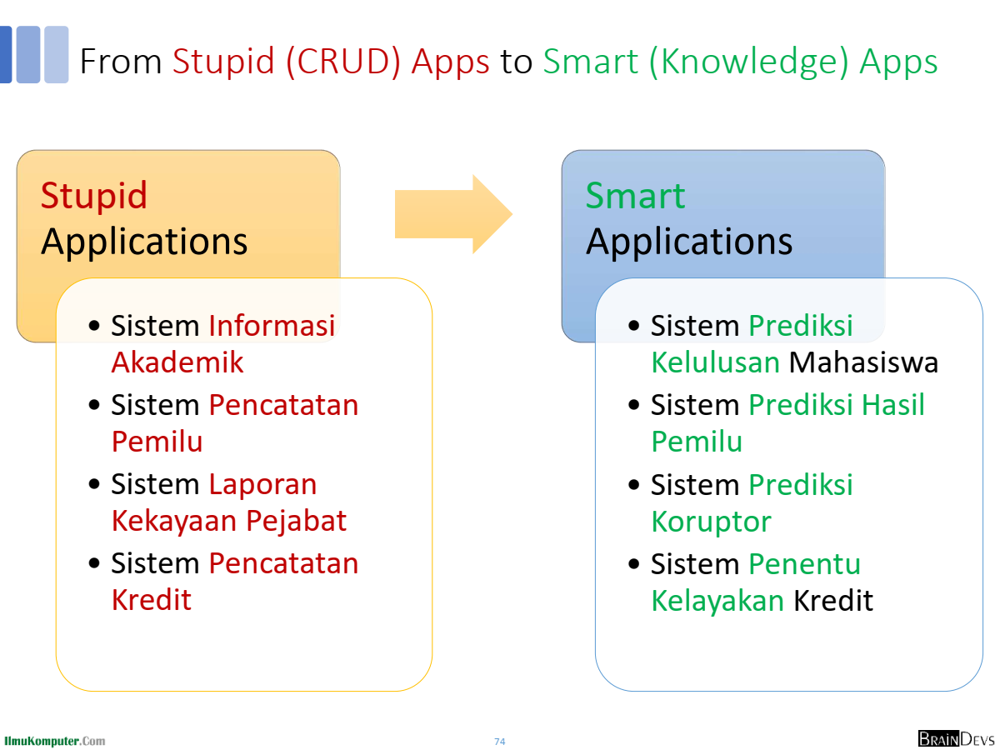 From Stupid (CRUD) Apps to Smart (Knowledge) Apps
Stupid
Applications
• Sistem Informasi
Akademik
• Sistem Pencatatan
Pemilu
• Sistem Laporan
Kekayaan Pejabat
• Sistem Pencatatan
Kredit
Smart
Applications
• Sistem Prediksi
Kelulusan Mahasiswa
• Sistem Prediksi Hasil
Pemilu
• Sistem Prediksi
Koruptor
• Sistem Penentu
Kelayakan Kredit
IlmuKomputer.Com
74
BRAINDEVS